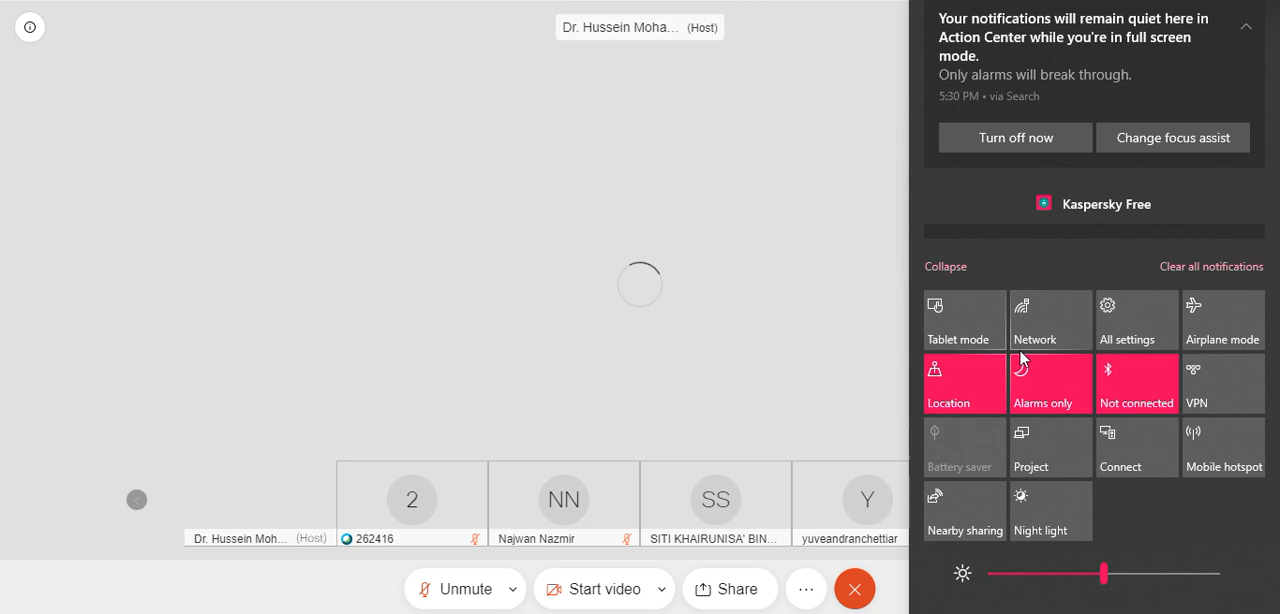 Dr. Hussein Moha... (Host)
2
NN
SS
Y
Dr. Hussein Moh... (Host)
262416
Najwan Nazmir
SITI KHAIRUNISA' BIN...
yuveandranchettiar
Unmute
Start video
Share
Your notifications will remain quiet here in
Action Center while you're in full screen
mode.
Only alarms will break through.
5:30 PM • via Search
Turn off now
Change focus assist
Kaspersky Free
Collapse
Clear all notifications
Tablet mode
Network
All settings
Airplane mode
Location
Alarms only
Not connected
VPN
Battery saver
Project
Connect
Mobile hotspot
Nearby sharing
Night light